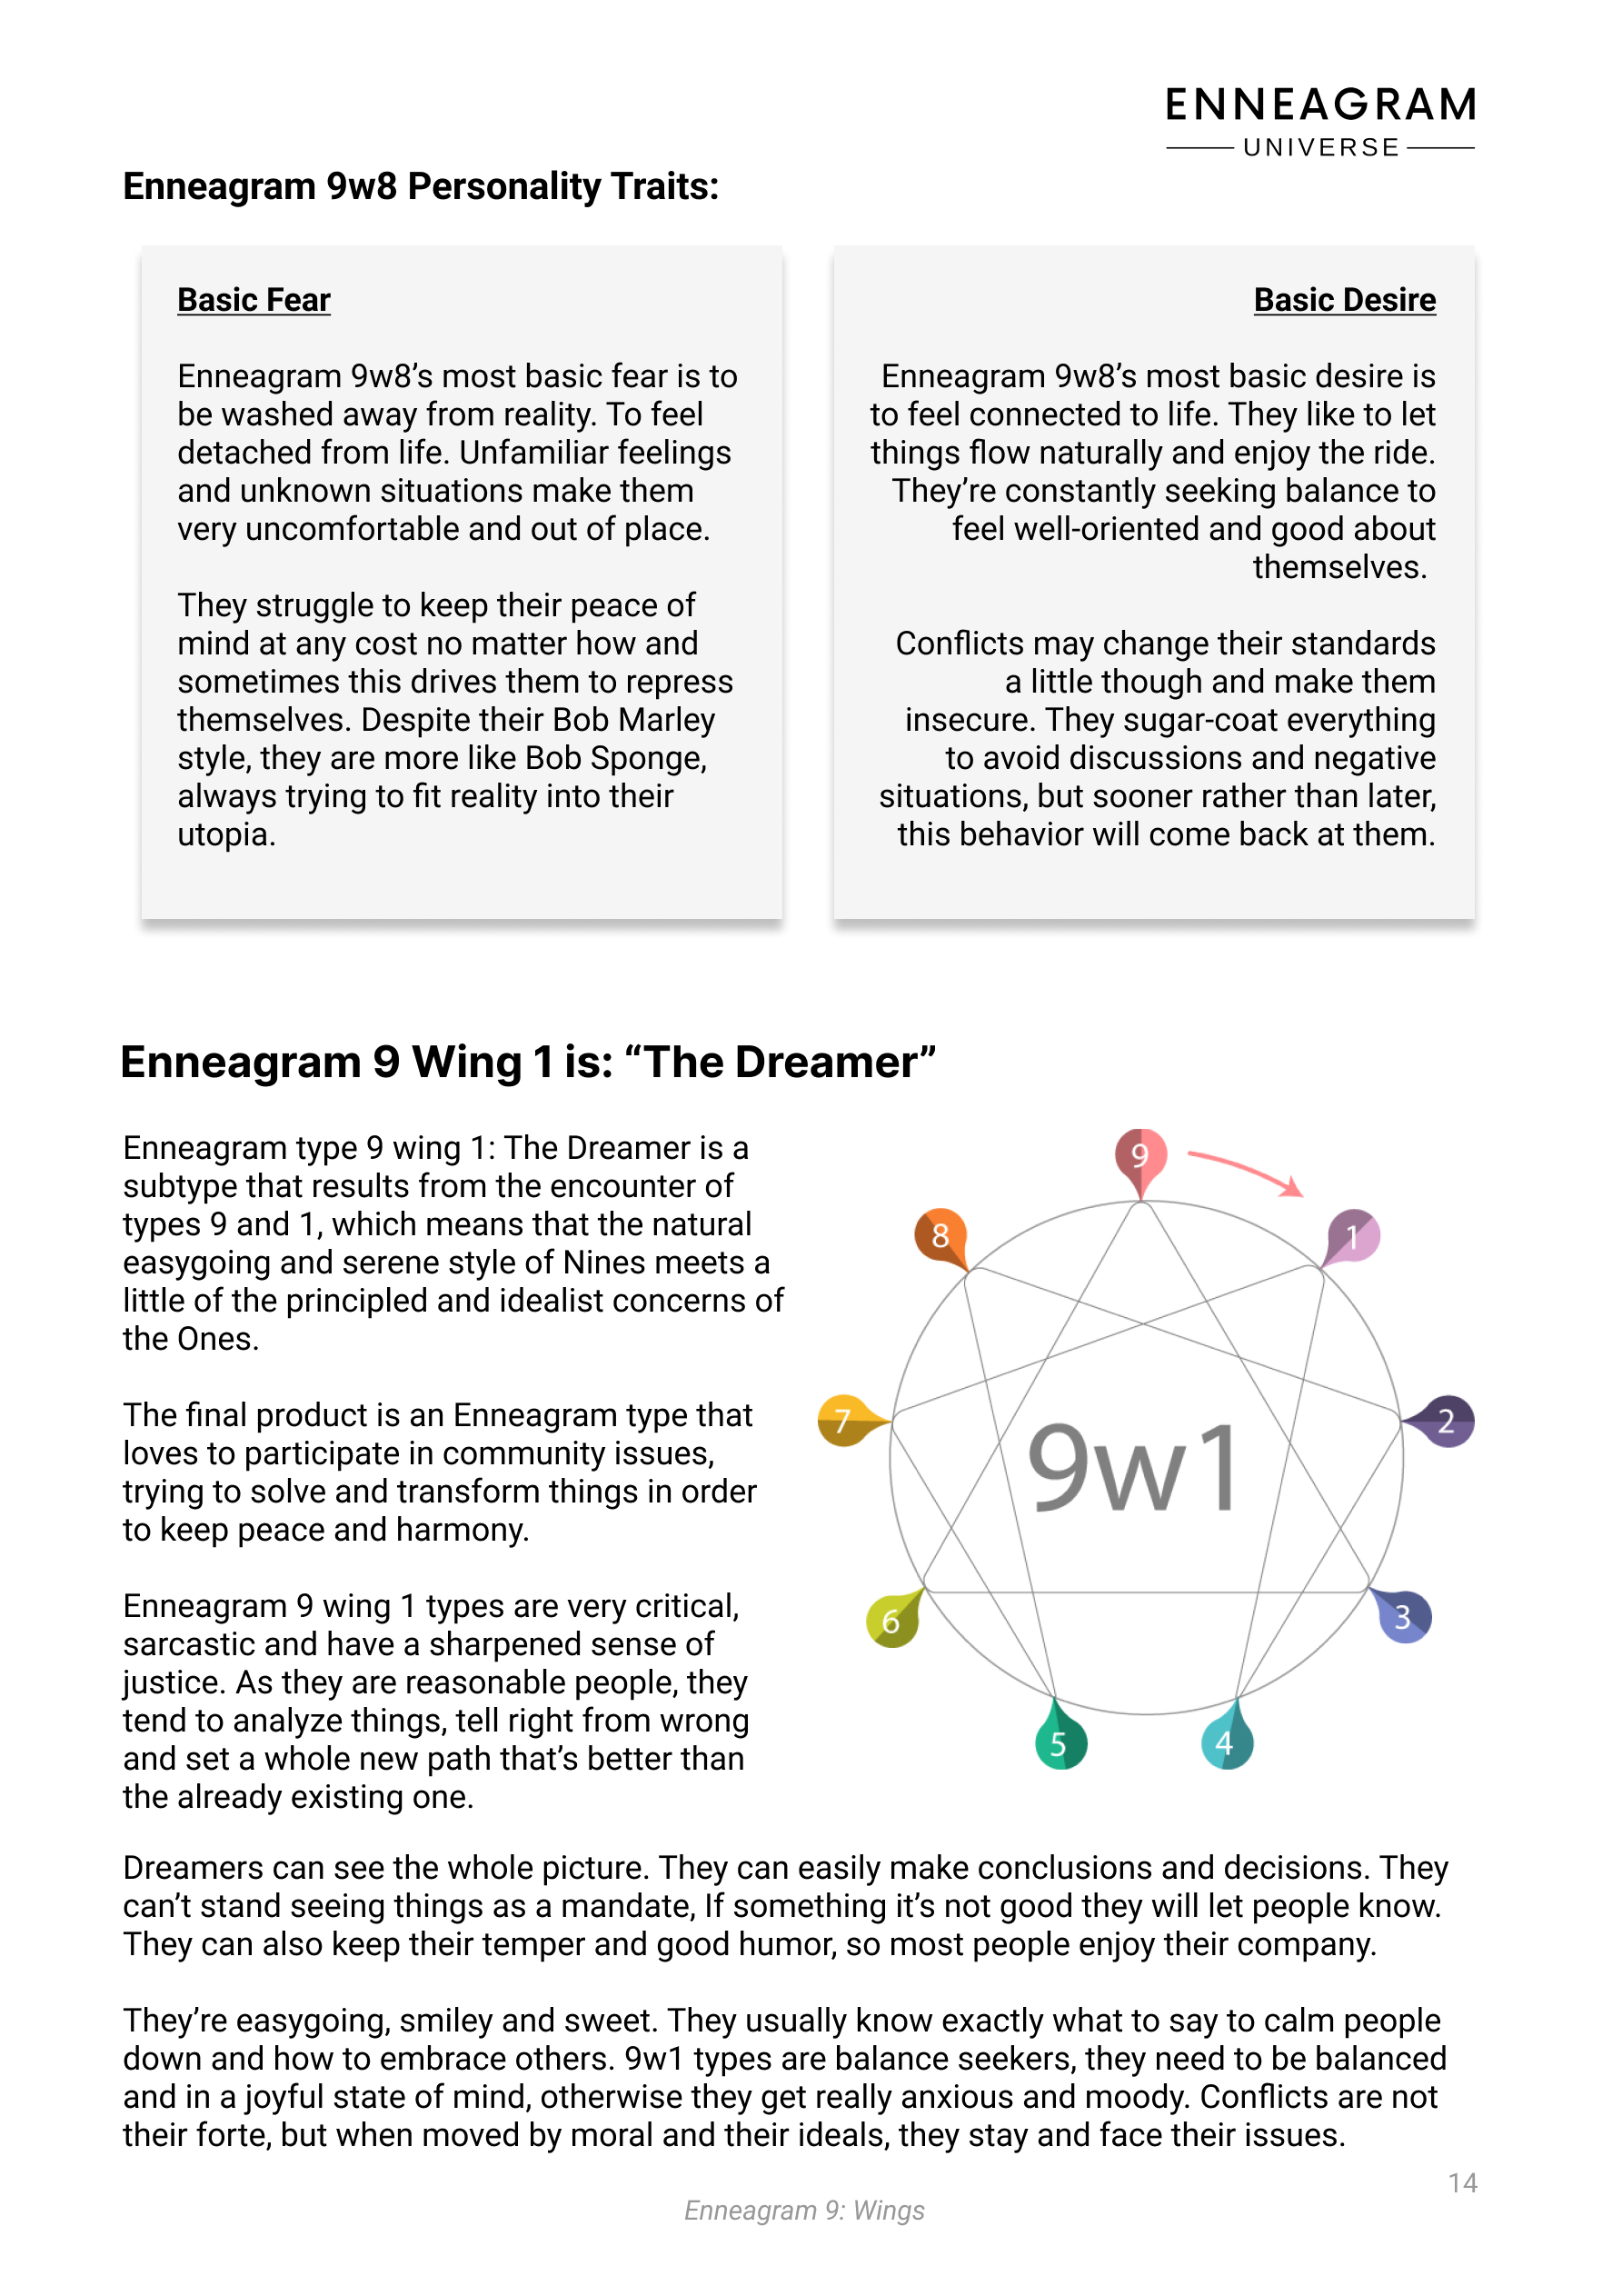 ENNEAGRAM
UNIVERSE
Enneagram 9w8 Personality Traits:
Basic Fear
Enneagram 9w8’s most basic fear is to
be washed away from reality. To feel
detached from life. Unfamiliar feelings
and unknown situations make them
very uncomfortable and out of place.
They struggle to keep their peace of
mind at any cost no matter how and
sometimes this drives them to repress
themselves. Despite their Bob Marley
style, they are more like Bob Sponge,
always trying to fit reality into their
utopia.
Basic Desire
Enneagram 9w8’s most basic desire is
to feel connected to life. They like to let
things flow naturally and enjoy the ride.
They’re constantly seeking balance to
feel well-oriented and good about
themselves.
Conflicts may change their standards
a little though and make them
insecure. They sugar-coat everything
to avoid discussions and negative
situations, but sooner rather than later,
this behavior will come back at them.
Enneagram 9 Wing 1 is: “The Dreamer”
Enneagram type 9 wing 1: The Dreamer is a
subtype that results from the encounter of
types 9 and 1, which means that the natural
easygoing and serene style of Nines meets a
little of the principled and idealist concerns of
the Ones.
The final product is an Enneagram type that
loves to participate in community issues,
trying to solve and transform things in order
to keep peace and harmony.
Enneagram 9 wing 1 types are very critical,
sarcastic and have a sharpened sense of
justice. As they are reasonable people, they
tend to analyze things, tell right from wrong
and set a whole new path that’s better than
the already existing one.
9
1
2
3
4
5
6
7
8
9w1
Dreamers can see the whole picture. They can easily make conclusions and decisions. They
can’t stand seeing things as a mandate, If something it’s not good they will let people know.
They can also keep their temper and good humor, so most people enjoy their company.
They’re easygoing, smiley and sweet. They usually know exactly what to say to calm people
down and how to embrace others. 9w1 types are balance seekers, they need to be balanced
and in a joyful state of mind, otherwise they get really anxious and moody. Conflicts are not
their forte, but when moved by moral and their ideals, they stay and face their issues.
14
Enneagram 9: Wings